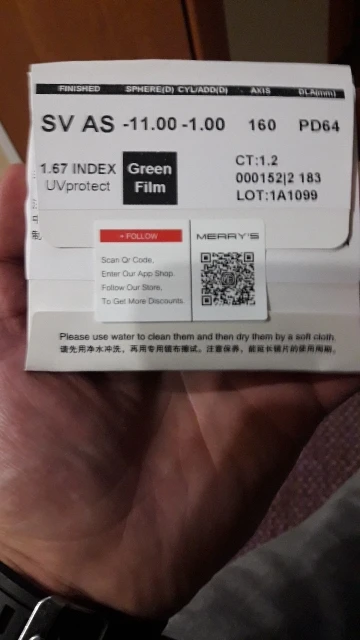 FINISHED SPHERE(D) CYL/ADD(D) AXIS DLA(mm)
SV AS -11.00 -1.00 160 PD64
1.67 INDEX
UVprotect
Green
Film
CT:1.2
000152|2 183
LOT:1A1099
+ FOLLOW
MERRY'S
Scan Qr Code,
Enter Our App Shop.
Follow Our Store,
To Get More Discounts.
Please use water to clean them and then dry them by a soft cloth.
请先用净水冲洗，再用专用镜布擦试，注意保养，能延长镜片的使用周期。